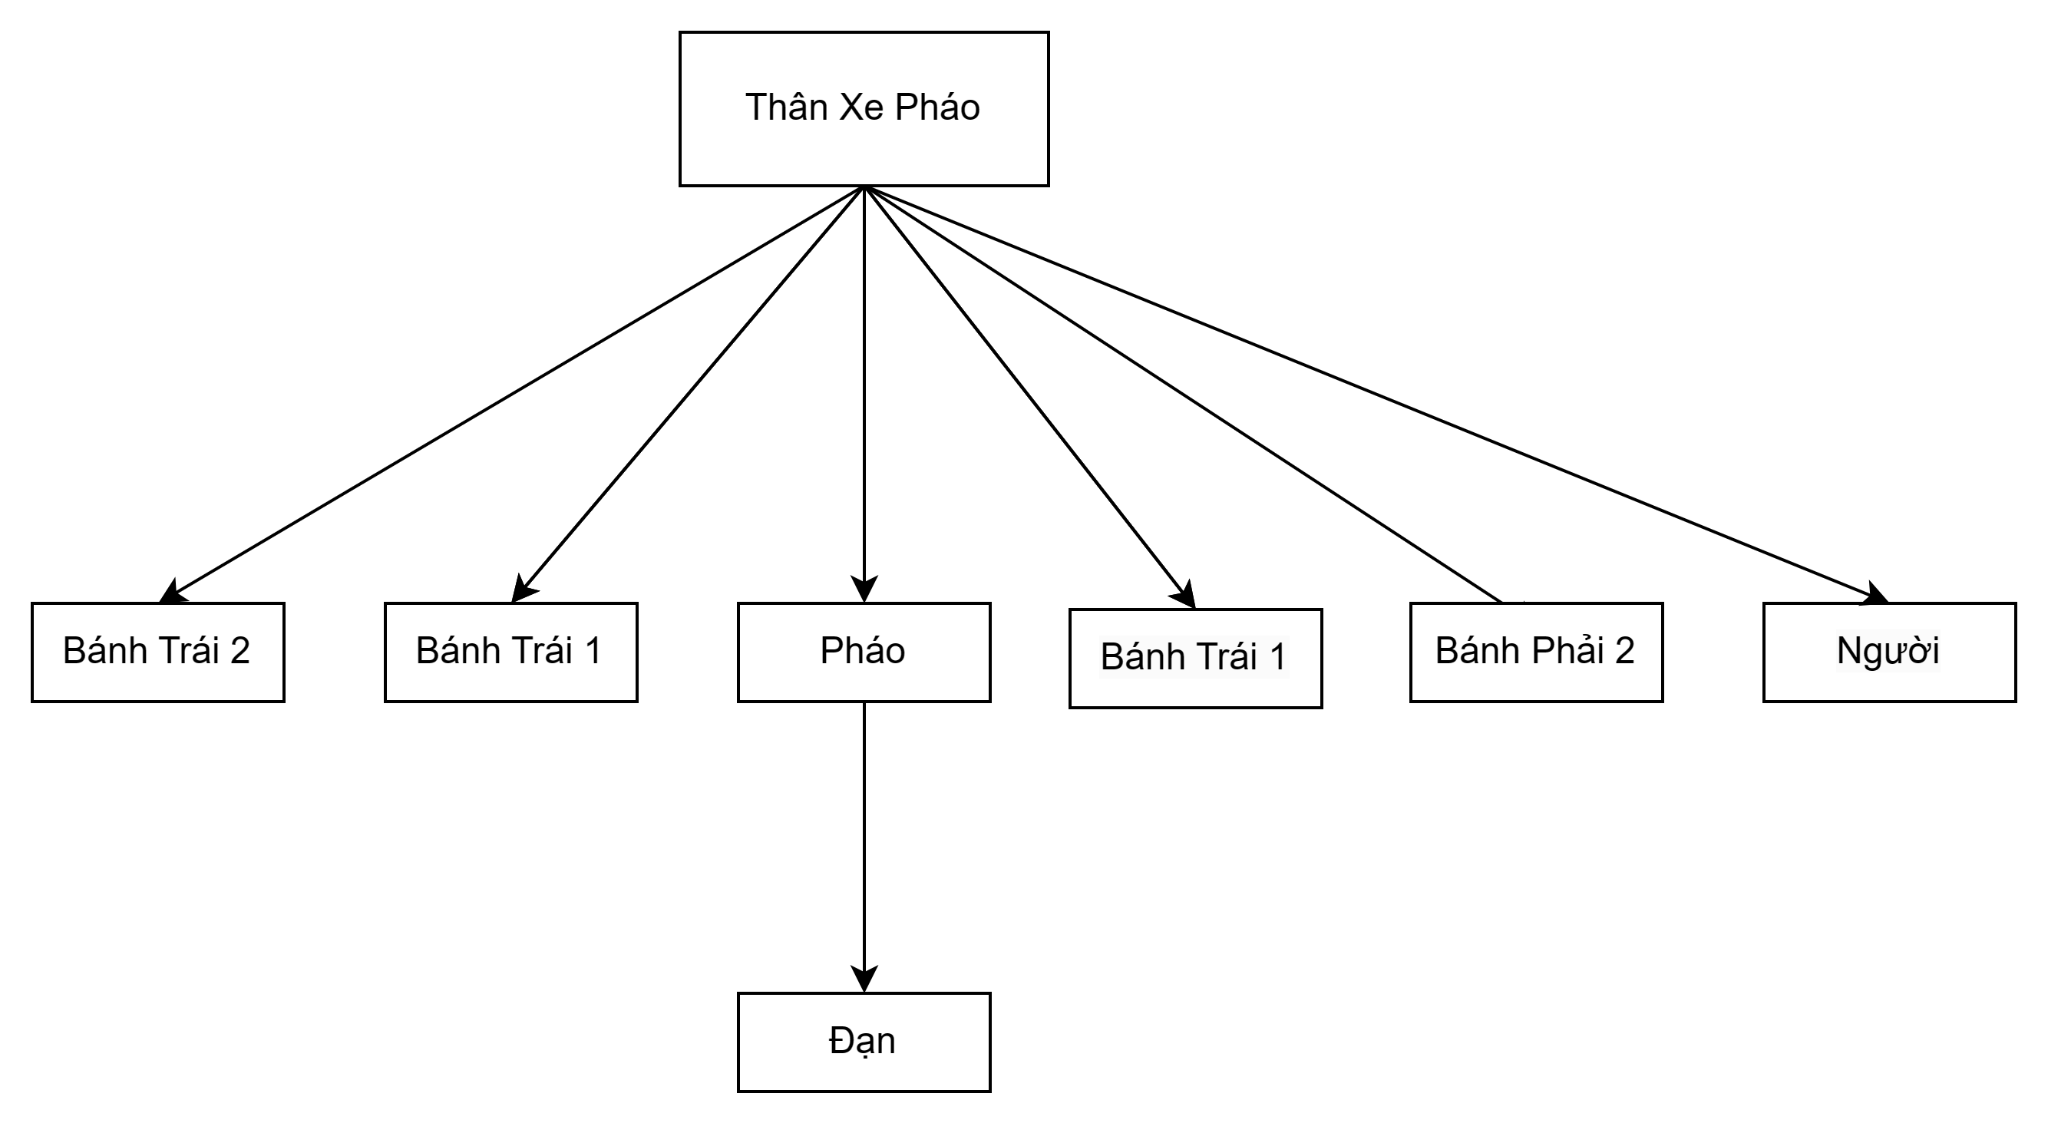 Thân Xe Pháo
Bánh Trái 2
Bánh Trái 1
Pháo
Bánh Trái 1
Bánh Phải 2
Người
Đạn